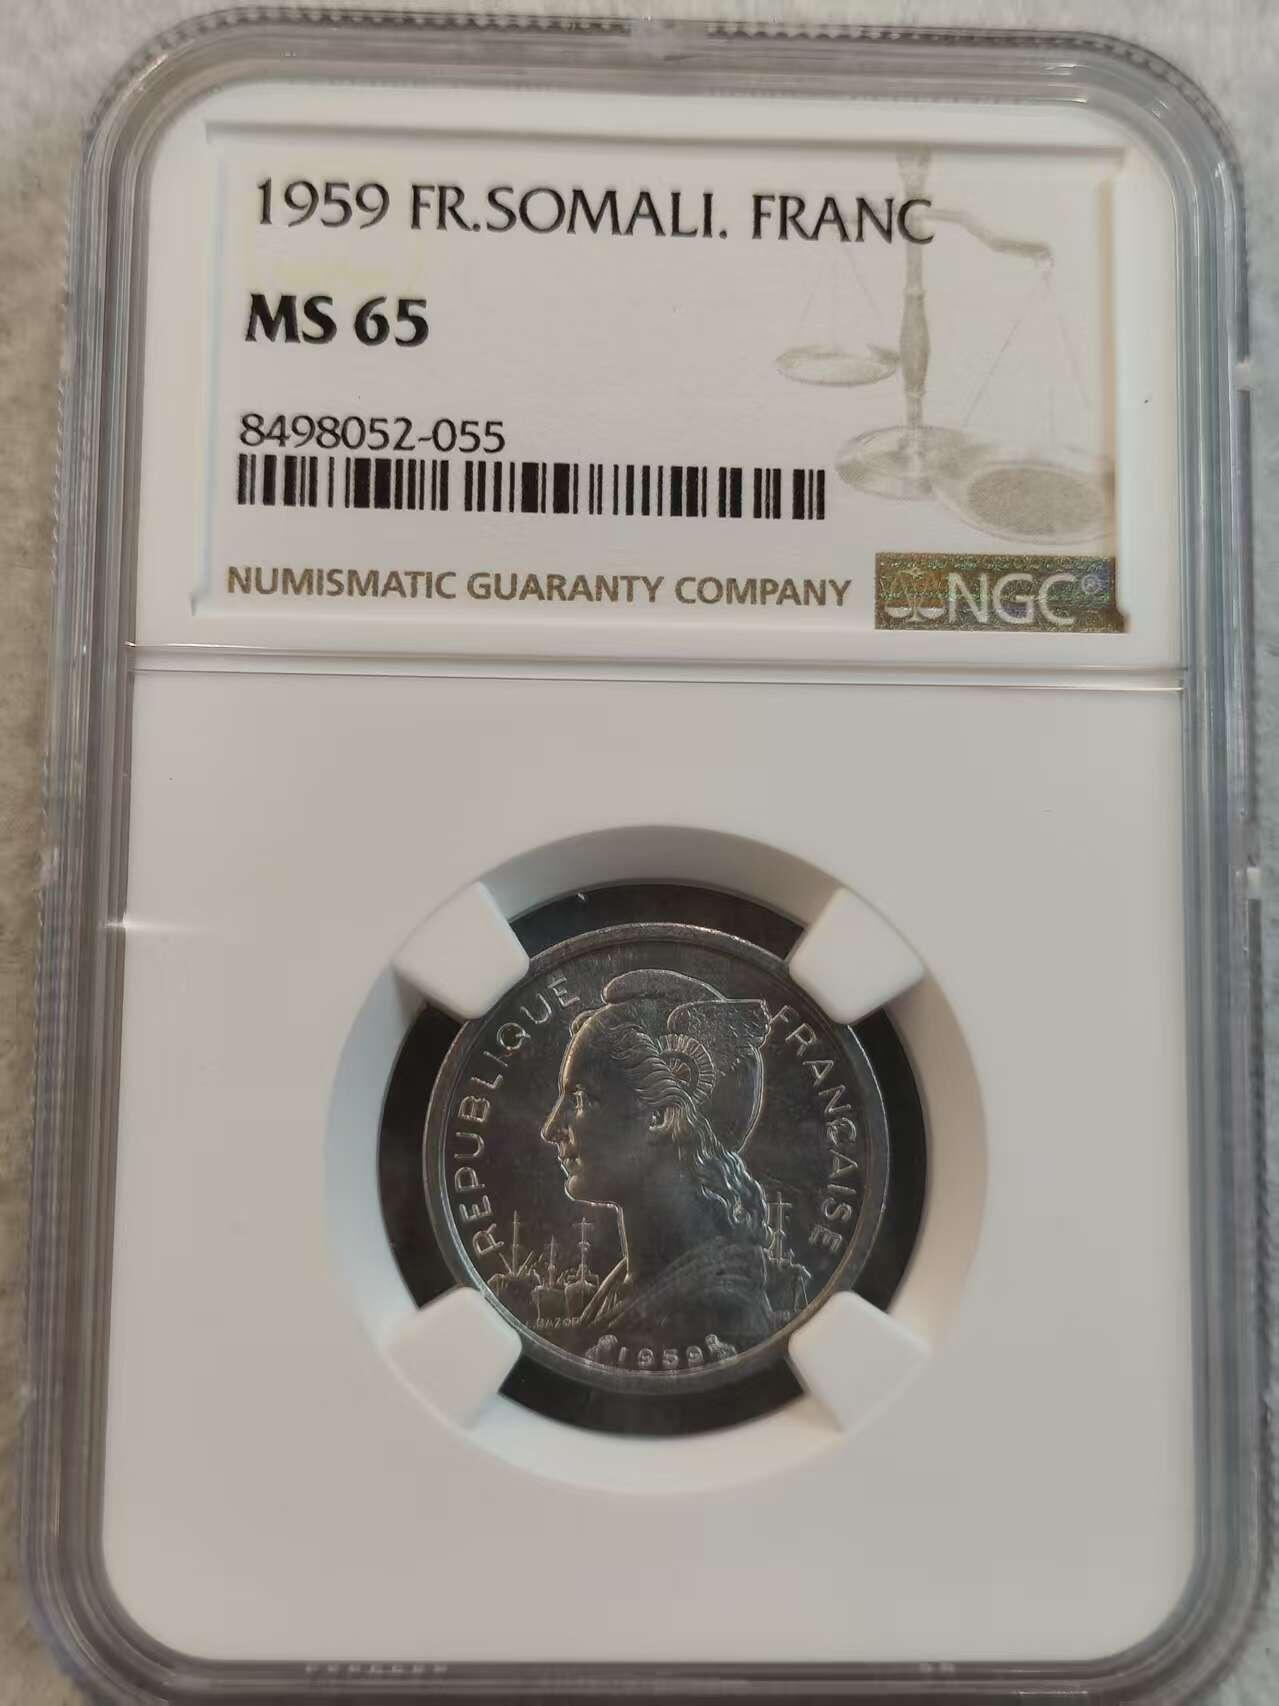 1959 FR.SOMALI. FRANC
MS 65
8498052-055
NUMISMATIC GUARANTY COMPANY
NGC®
REPUBLIQUE FRANÇAISE
BAZOR
1959